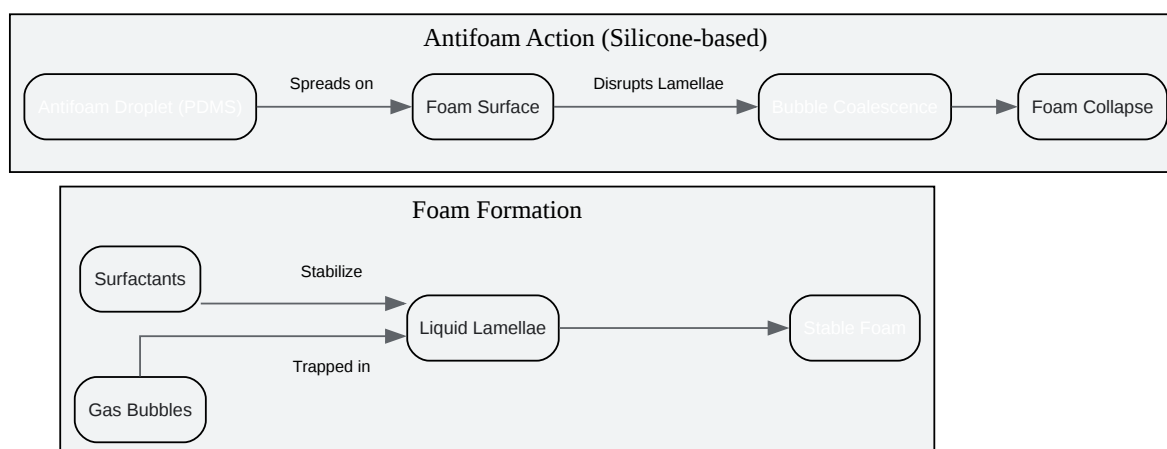 Antifoam Action (Silicone-based)
Antifoam Droplet (PDMS)
Spreads on
Foam Surface
Disrupts Lamellae
Bubble Coalescence
Foam Collapse
Foam Formation
Surfactants
Stabilize
Liquid Lamellae
Stable Foam
Trapped in
Gas Bubbles